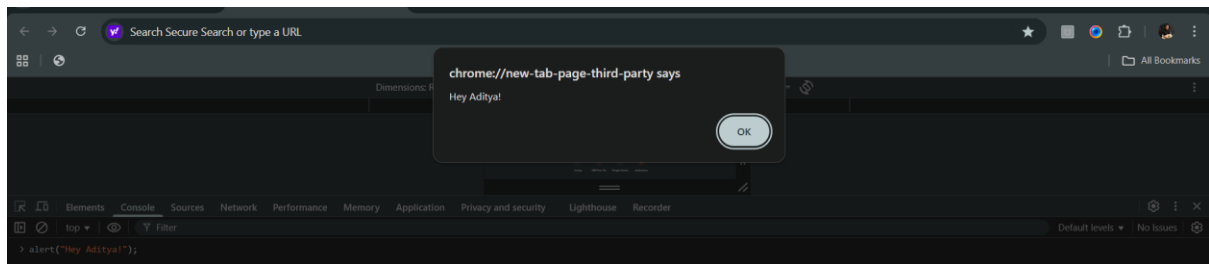 Search Secure Search or type a URL
All Bookmarks
chrome://new-tab-page-third-party says
Hey Aditya!
OK
Dimensions: R
Elements Console Sources Network Performance Memory Application Privacy and security Lighthouse Recorder
top Filter Default levels No Issues
> alert("Hey Aditya!");